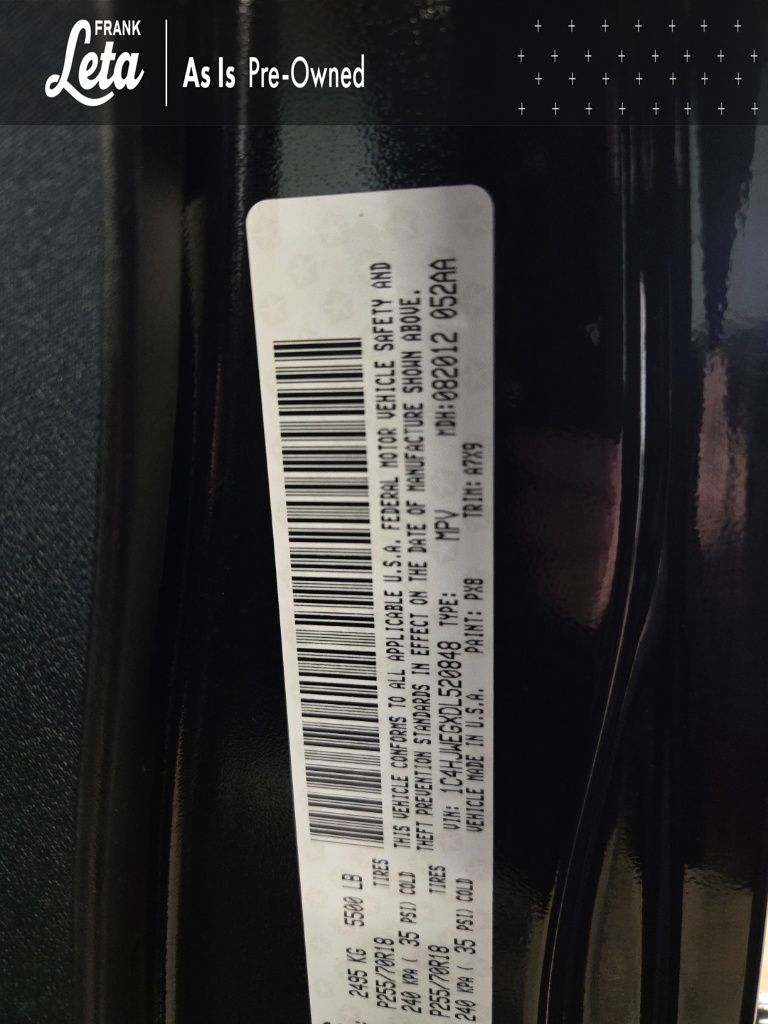 FRANK
Leta
As Is Pre-Owned
2495 KG 5500 LB
P255/70R18 TIRES
240 KPA ( 35 PSI) COLD
P255/70R18 TIRES
240 KPA ( 35 PSI) COLD
THIS VEHICLE CONFORMS TO ALL APPLICABLE U.S.A. FEDERAL MOTOR VEHICLE SAFETY AND
THEFT PREVENTION STANDARDS IN EFFECT ON THE DATE OF MANUFACTURE SHOWN ABOVE.
VIN: 1C4HJWEGXDL520848 TYPE: MPV MDH:082012 052AA
VEHICLE MADE IN U.S.A. PAINT: PX8 TRIM: A7X9